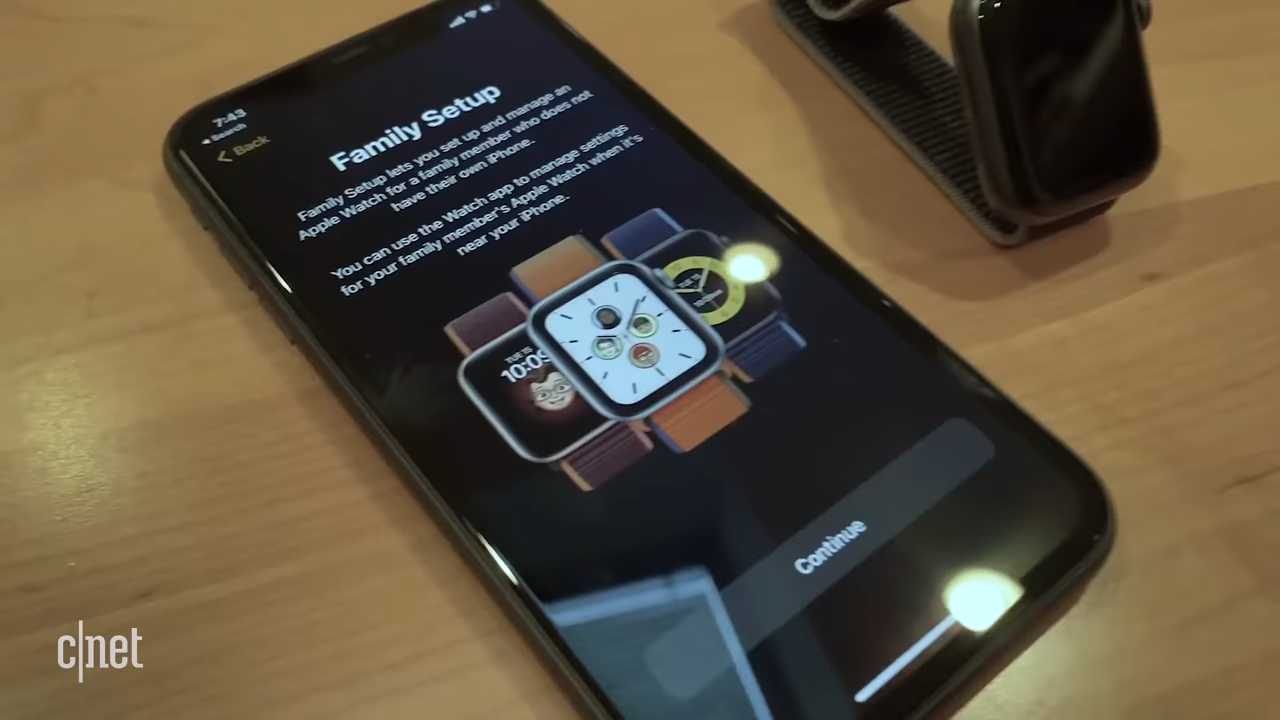 7:43
Search
Back
Family Setup
Family Setup lets you set up and manage an
Apple Watch for a family member who does not
have their own iPhone.
You can use the Watch app to manage settings
for your family member's Apple Watch when it's
near your iPhone.
TUE 15
10:09
Continue
c|net